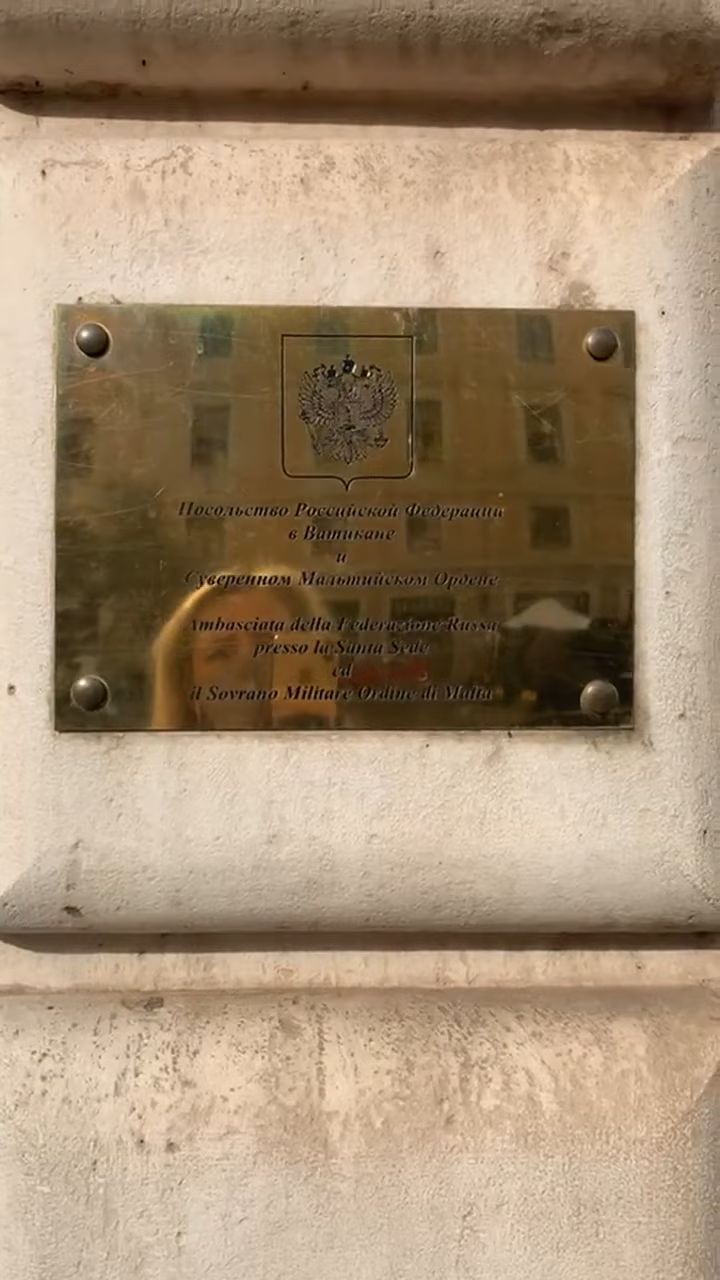 Посольство Российской Федерации
в Ватикане
и
Суверенном Мальтийском Ордене
Ambasciata della Federazione Russa
presso la Santa Sede
ed
il Sovrano Militare Ordine di Malta